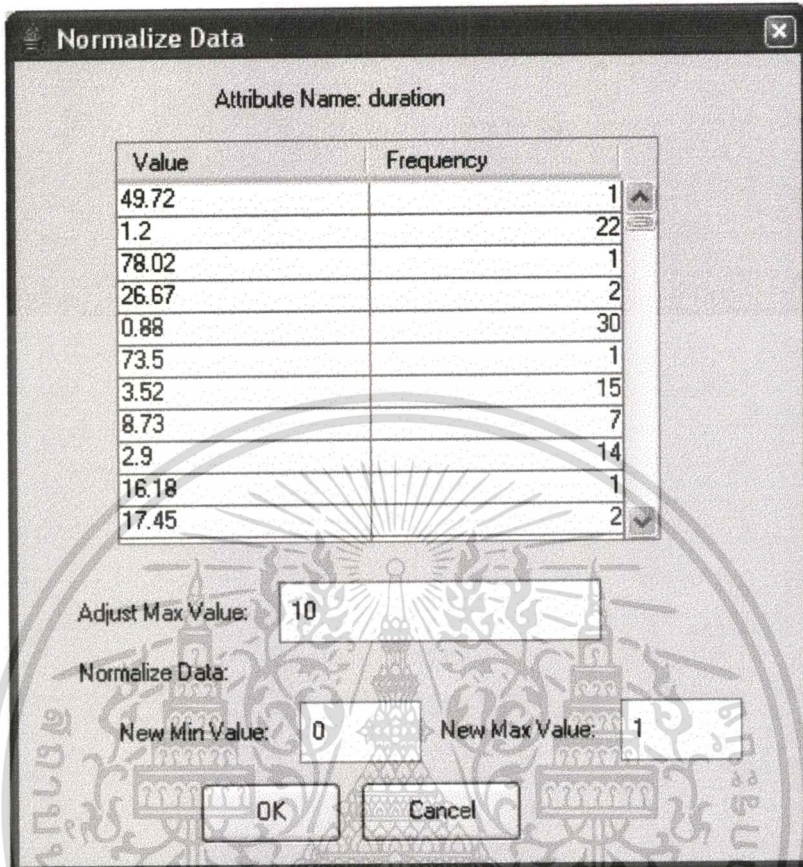 Normalize Data
Attribute Name: duration
Value Frequency
49.72 1
1.2 22
78.02 1
26.67 2
0.88 30
73.5 1
3.52 15
8.73 7
2.9 14
16.18 1
17.45 2
Adjust Max Value: 10
Normalize Data:
New Min Value: 0 New Max Value: 1
OK Cancel